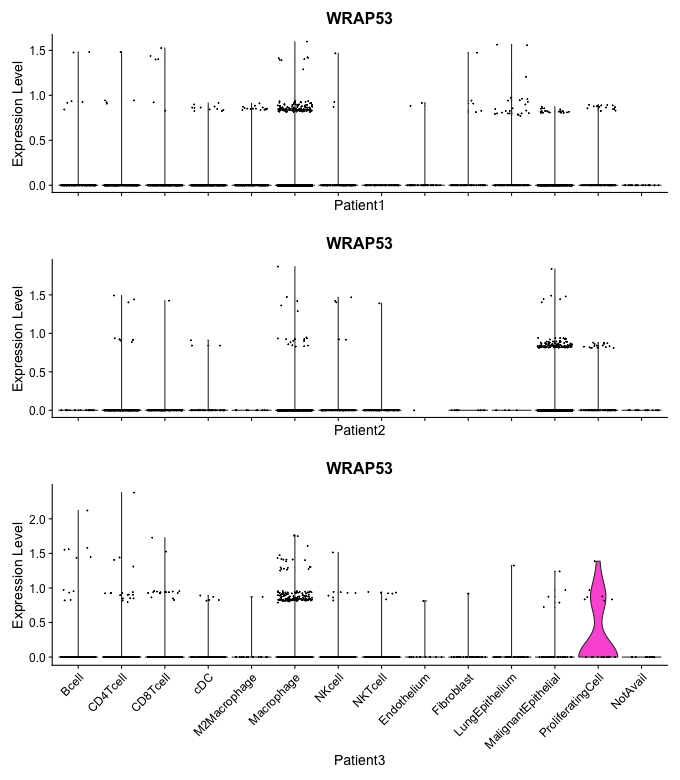 WRAP53
Expression Level
1.5
1.0
0.5
0.0
Patient1
WRAP53
Expression Level
1.5
1.0
0.5
0.0
Patient2
WRAP53
Expression Level
2.0
1.5
1.0
0.5
0.0
Bcell
CD4Tcell
CD8Tcell
cDC
M2Macrophage
Macrophage
NKcell
NKTcell
Endothelium
Fibroblast
LungEpithelium
MalignantEpithelial
ProliferatingCell
NotAvail
Patient3